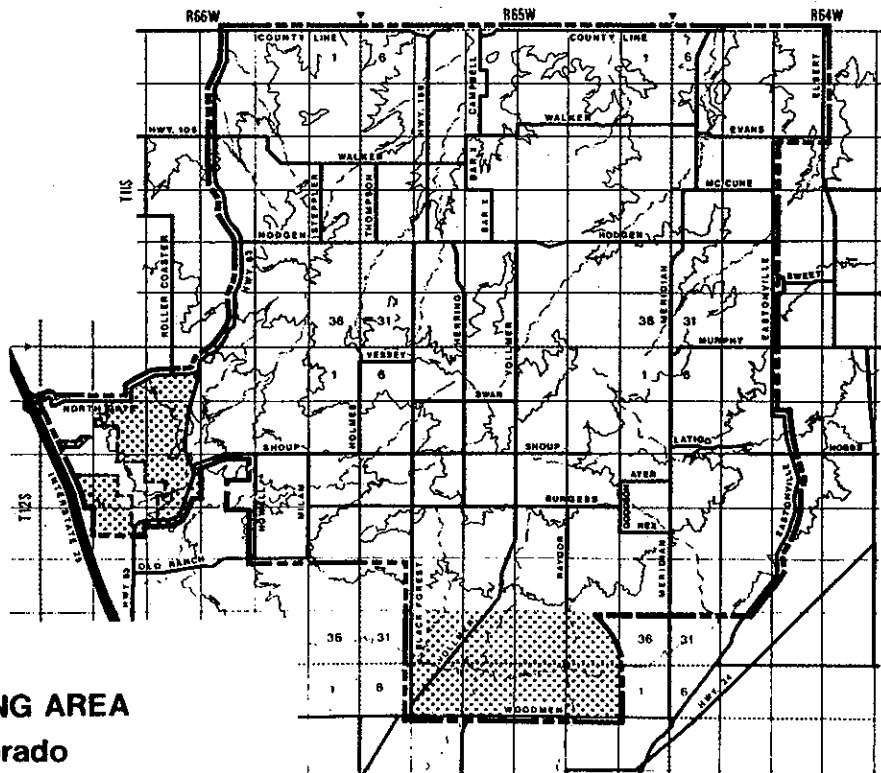 R66W R65W R64W
COUNTY LINE 1 6 COUNTY LINE 1 6
CAMPBELL
ELBERT
HWY. 105 WALKER EVANS
WALKER
BAR X
T11S
STEPPLER THOMPSON MC CUNE
BAR X
HODGEN HODGEN
HWY. 83
ROLLER COASTER
HERRING
VOLLMER
MERIDIAN
EASTONVILLE
SWEET
36 31 36 31
VESSEY MURPHY
1 6 1 6
NORTH GATE SWAN
HOLMES
SHOUP SHOUP LATIGO HOBBS
AYER
INTERSTATE 25
T12S
HOWELLS MILAM BURGESS
GOODSON
REX
EASTONVILLE
OLD RANCH
HWY. 83
BLACK FOREST
RAYGOR
MERIDIAN
36 31 36 31
1 6 1 6
WOODMEN
HWY. 24
NG AREA
rado